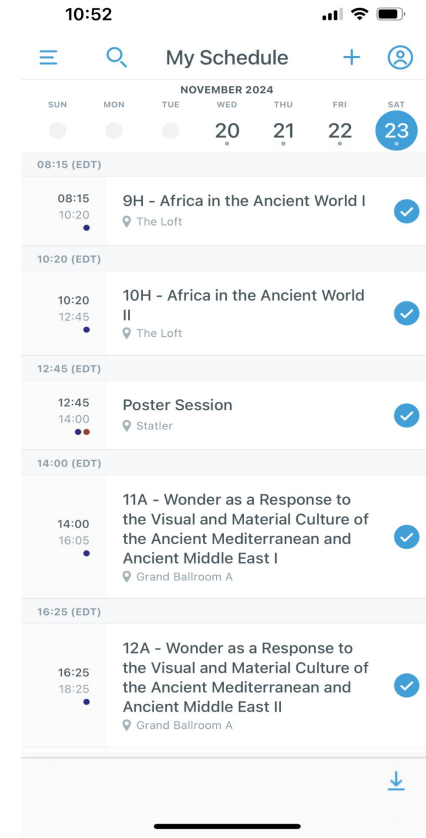 10:52
My Schedule
NOVEMBER 2024
SUN MON TUE WED THU FRI SAT
20 21 22 23
08:15 (EDT)
08:15
10:20
9H - Africa in the Ancient World I
The Loft
10:20 (EDT)
10:20
12:45
10H - Africa in the Ancient World
II
The Loft
12:45 (EDT)
12:45
14:00
Poster Session
Statler
14:00 (EDT)
14:00
16:05
11A - Wonder as a Response to
the Visual and Material Culture of
the Ancient Mediterranean and
Ancient Middle East I
Grand Ballroom A
16:25 (EDT)
16:25
18:25
12A - Wonder as a Response to
the Visual and Material Culture of
the Ancient Mediterranean and
Ancient Middle East II
Grand Ballroom A